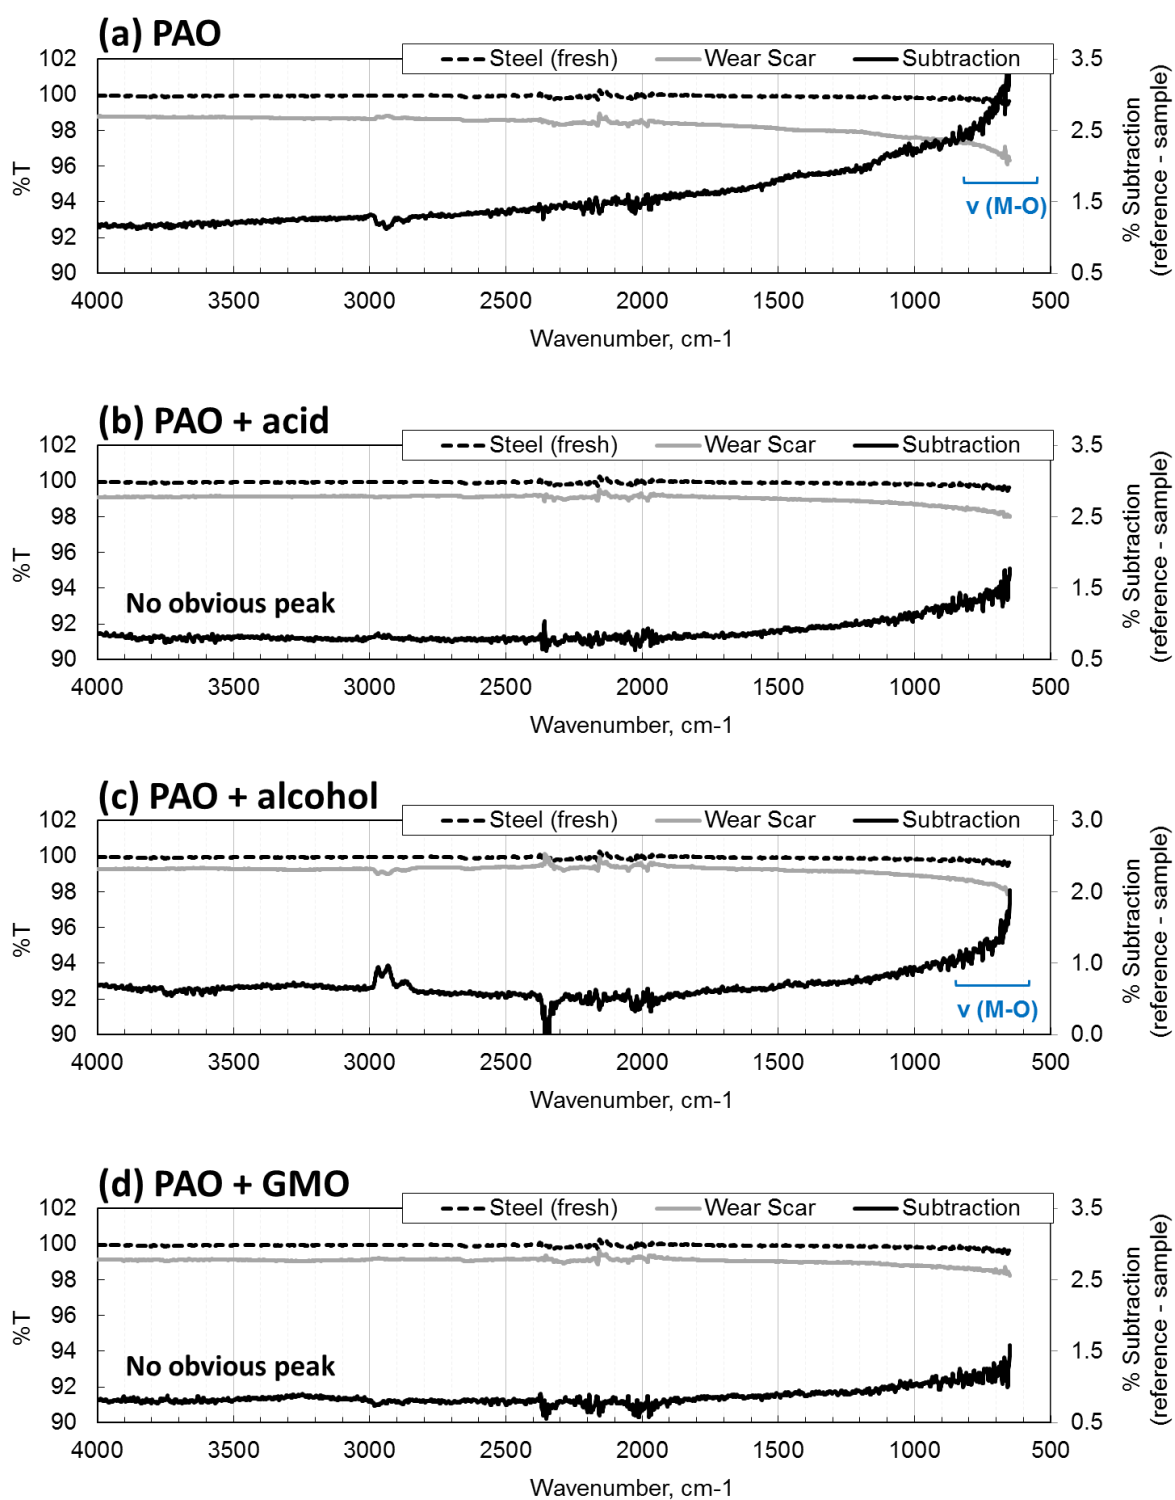 (a) PAO
Steel (fresh) Wear Scar Subtraction
102 3.5
100
98 2.5
96
94 1.5
92
90 0.5
%T
% Subtraction
(reference - sample)
ν (M-O)
4000 3500 3000 2500 2000 1500 1000 500
Wavenumber, cm-1
(b) PAO + acid
Steel (fresh) Wear Scar Subtraction
102 3.5
100
98 2.5
96
94 1.5
92
90 0.5
%T
% Subtraction
(reference - sample)
No obvious peak
4000 3500 3000 2500 2000 1500 1000 500
Wavenumber, cm-1
(c) PAO + alcohol
Steel (fresh) Wear Scar Subtraction
102 3.0
100
98 2.0
96
94 1.0
92
90 0.0
%T
% Subtraction
(reference - sample)
ν (M-O)
4000 3500 3000 2500 2000 1500 1000 500
Wavenumber, cm-1
(d) PAO + GMO
Steel (fresh) Wear Scar Subtraction
102 3.5
100
98 2.5
96
94 1.5
92
90 0.5
%T
% Subtraction
(reference - sample)
No obvious peak
4000 3500 3000 2500 2000 1500 1000 500
Wavenumber, cm-1